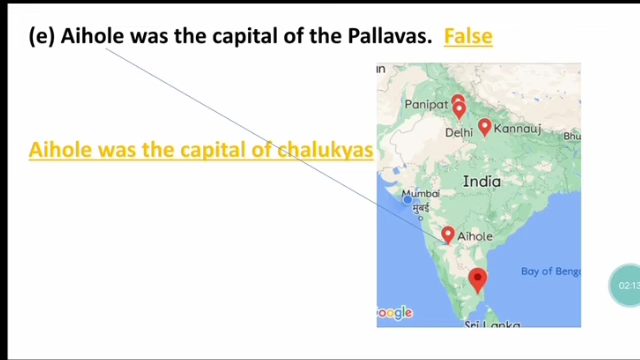 (e) Aihole was the capital of the Pallavas. False
Aihole was the capital of chalukyas
Panipat
Delhi
Kannauj
India
Mumbai
मुंबई
Aihole
Bay of Beng
oogle
Sri Lanka
02:13